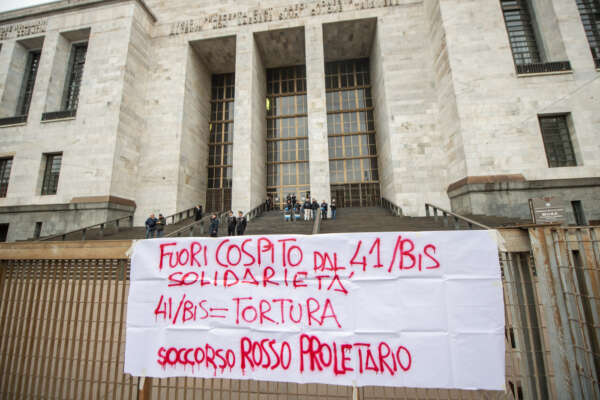 FUORI COSPITO DAL 41/BIS
SOLIDARIETÀ
41/BIS = TORTURA
SOCCORSO ROSSO PROLETARIO